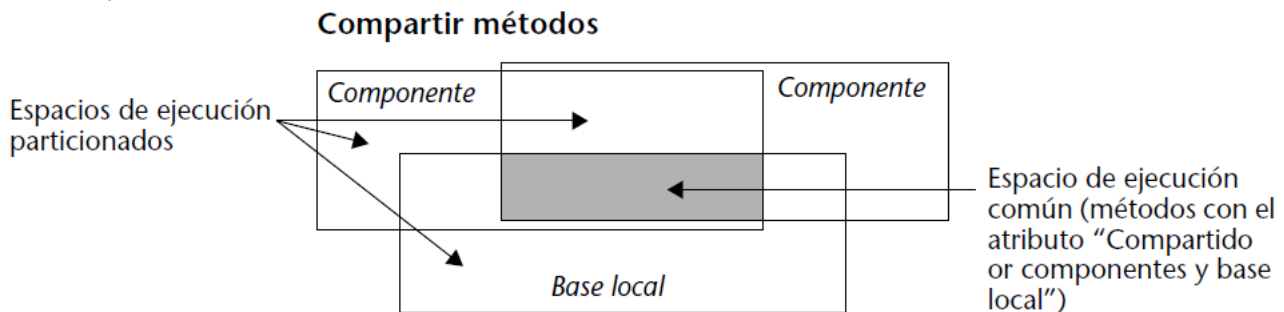 Compartir métodos
Componente
Componente
Espacios de ejecución
particionados
Espacio de ejecución
común (métodos con el
atributo “Compartido
or componentes y base
local”)
Base local